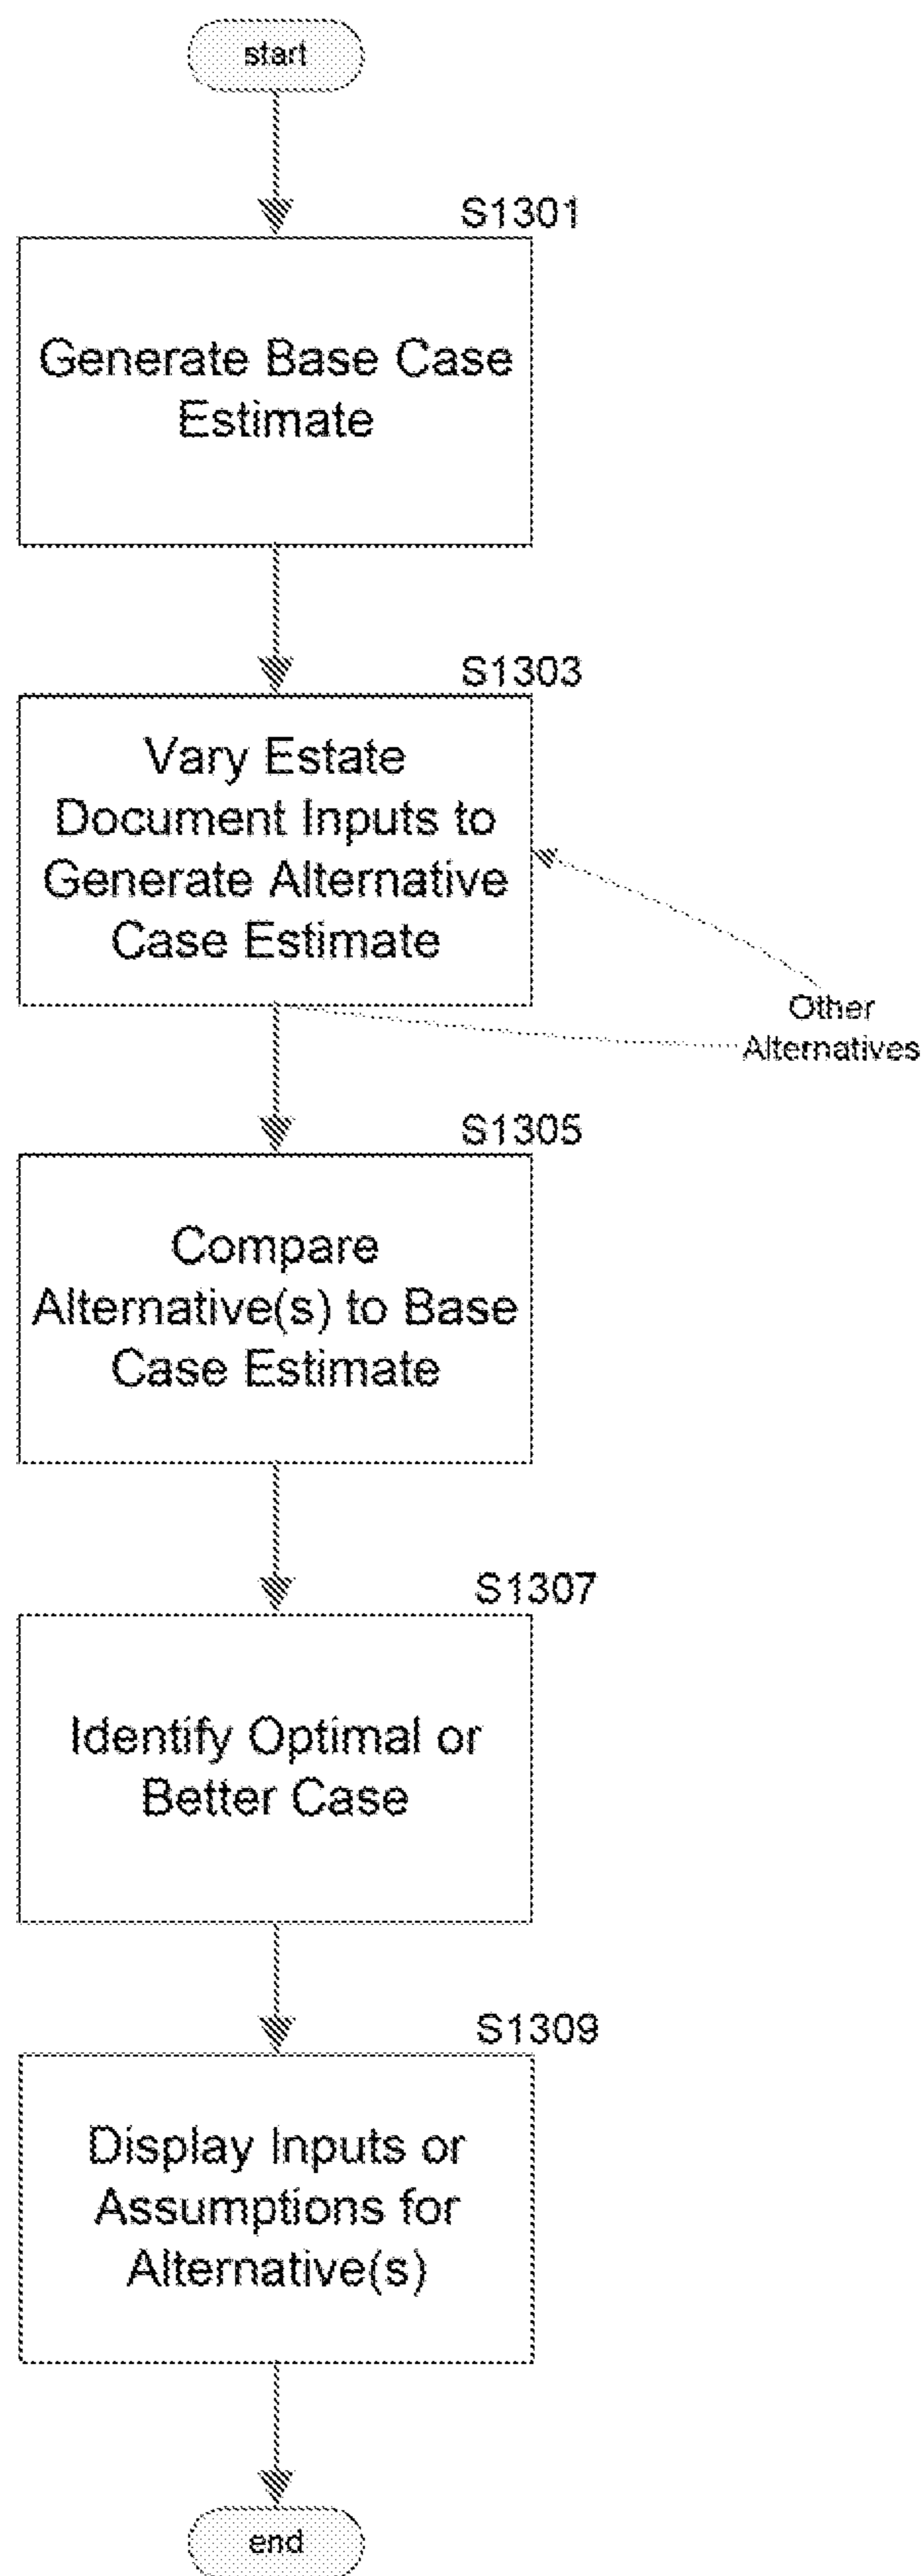 start
S1301
Generate Base Case
Estimate
S1303
Vary Estate
Document Inputs to
Generate Alternative
Case Estimate
Other
Alternatives
S1305
Compare
Alternative(s) to Base
Case Estimate
S1307
Identify Optimal or
Better Case
S1309
Display Inputs or
Assumptions for
Alternative(s)
end